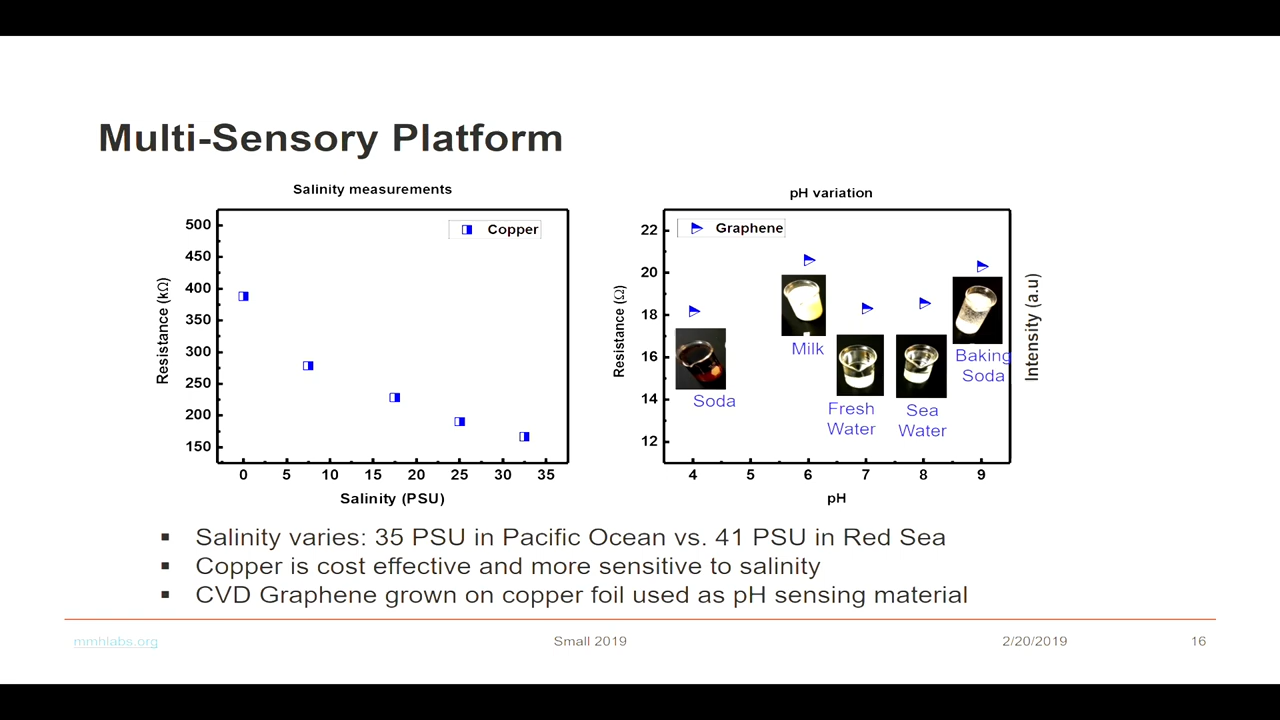 Multi-Sensory Platform
Salinity measurements
Copper
Resistance (kΩ)
500
450
400
350
300
250
200
150
0 5 10 15 20 25 30 35
Salinity (PSU)
pH variation
Graphene
Resistance (Ω)
22
20
18
16
14
12
Soda
Milk
Fresh
Water
Sea
Water
Baking
Soda
4 5 6 7 8 9
pH
Intensity (a.u)
▪ Salinity varies: 35 PSU in Pacific Ocean vs. 41 PSU in Red Sea
▪ Copper is cost effective and more sensitive to salinity
▪ CVD Graphene grown on copper foil used as pH sensing material
mmhlabs.org Small 2019 2/20/2019 16